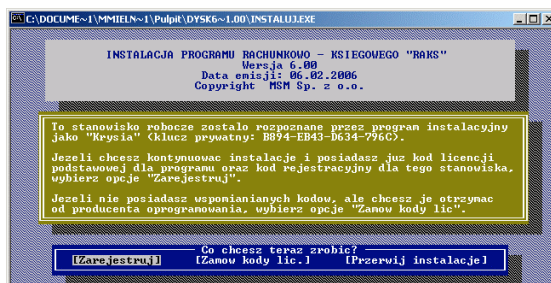 C:\DOCUME~1\MMIELN~1\Pulpit\DYSK6~1.00\INSTALUJ.EXE
INSTALACJA PROGRAMU RACHUNKOWO - KSIEGOWEGO "RAKS"
Wersja 6.00
Data emisji: 06.02.2006
Copyright MSM Sp. z o.o.
To stanowisko robocze zostalo rozpoznane przez program instalacyjny
jako "Krysia" (klucz prywatny: B894-EB43-D634-796C).
Jezeli chcesz kontynuowac instalacje i posiadasz juz kod licencji
podstawowej dla programu oraz kod rejestracyjny dla tego stanowiska,
wybierz opcje "Zarejestruj".
Jezeli nie posiadasz wspomianianych kodow, ale chcesz je otrzymac
od producenta oprogramowania, wybierz opcje "Zamow kody lic".
Co chcesz teraz zrobic?
[Zarejestruj] [Zamow kody lic.] [Przerwij instalacje]